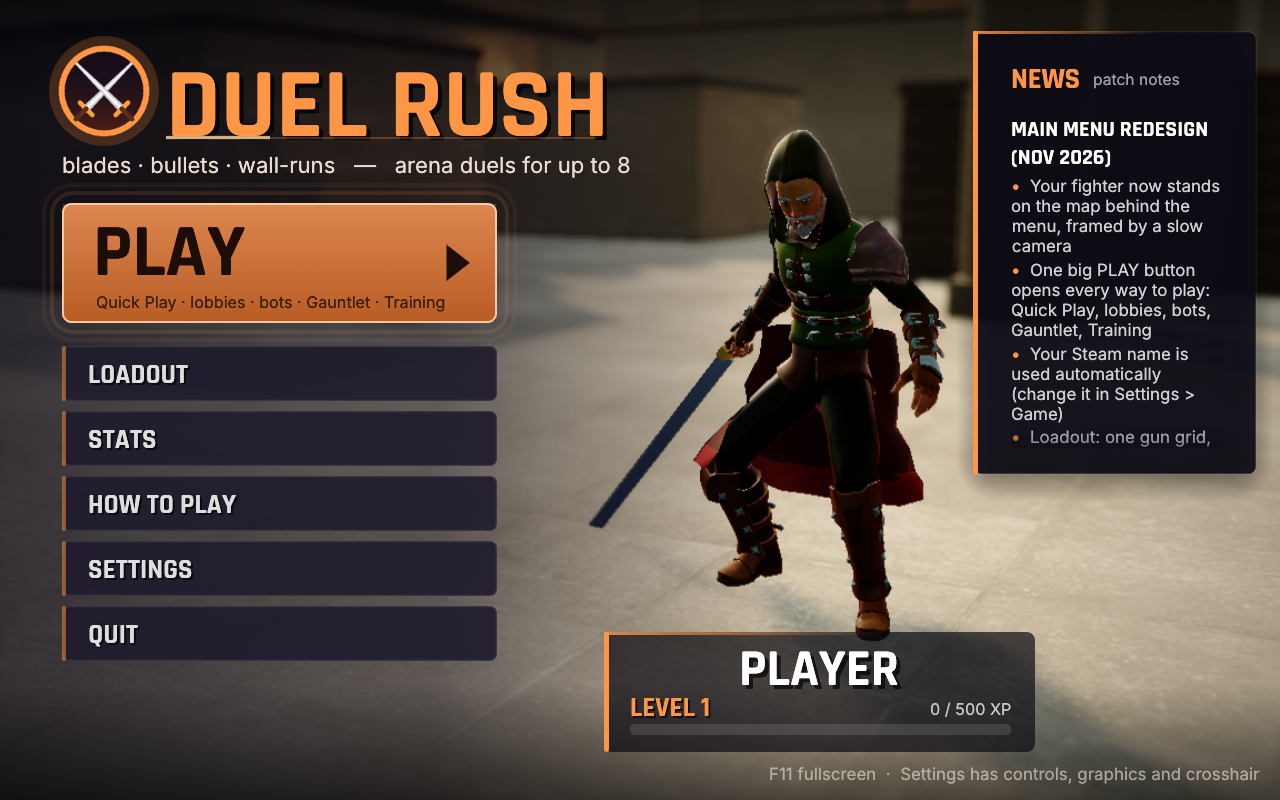 DUEL RUSH
blades · bullets · wall-runs — arena duels for up to 8
PLAY
Quick Play · lobbies · bots · Gauntlet · Training
LOADOUT
STATS
HOW TO PLAY
SETTINGS
QUIT
NEWS patch notes
MAIN MENU REDESIGN
(NOV 2026)
• Your fighter now stands
on the map behind the
menu, framed by a slow
camera
• One big PLAY button
opens every way to play:
Quick Play, lobbies, bots,
Gauntlet, Training
• Your Steam name is
used automatically
(change it in Settings >
Game)
• Loadout: one gun grid,
PLAYER
LEVEL 1 0 / 500 XP
F11 fullscreen · Settings has controls, graphics and crosshair